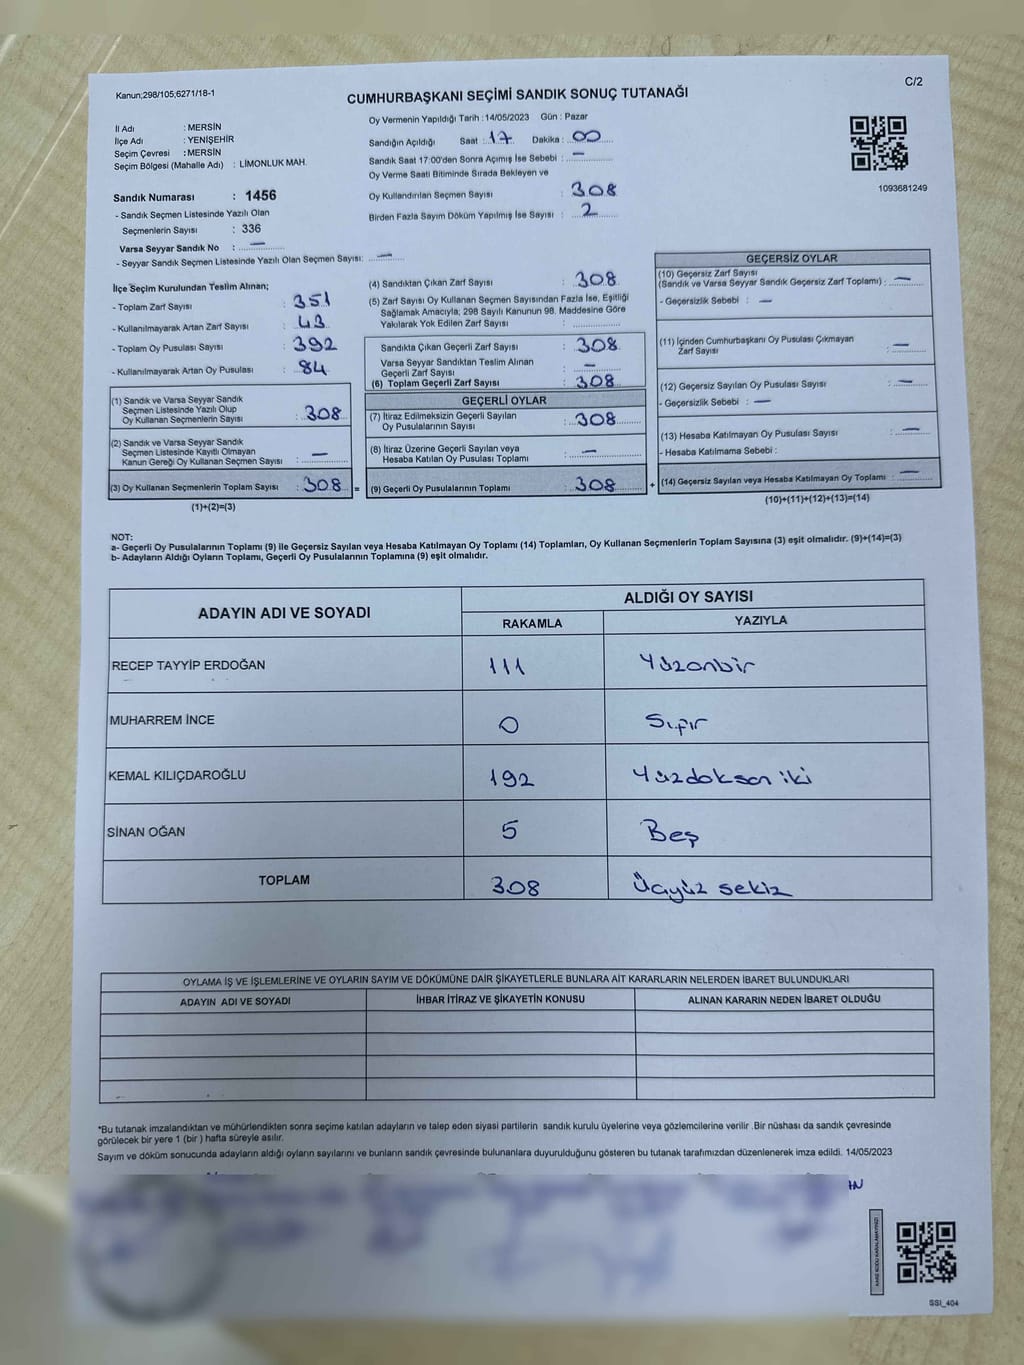 Kanun;298/105;6271/18-1
C/2
CUMHURBAŞKANI SEÇİMİ SANDIK SONUÇ TUTANAĞI
Oy Vermenin Yapıldığı Tarih : 14/05/2023 Gün : Pazar
İl Adı : MERSİN
İlçe Adı : YENİŞEHİR
Seçim Çevresi : MERSİN
Seçim Bölgesi (Mahalle Adı) : LİMONLUK MAH.
Sandığın Açıldığı Saat : 17 Dakika : 00
Sandık Saat 17:00'den Sonra Açımış İse Sebebi : —
Oy Verme Saati Bitiminde Sırada Bekleyen ve
Oy Kullandırılan Seçmen Sayısı : 308
Birden Fazla Sayım Döküm Yapılmış İse Sayısı : 2
1093681249
Sandık Numarası : 1456
- Sandık Seçmen Listesinde Yazılı Olan
Seçmenlerin Sayısı : 336
Varsa Seyyar Sandık No : —
- Seyyar Sandık Seçmen Listesinde Yazılı Olan Seçmen Sayısı: —
İlçe Seçim Kurulundan Teslim Alınan;
- Toplam Zarf Sayısı : 351
- Kullanılmayarak Artan Zarf Sayısı : 43
- Toplam Oy Pusulası Sayısı : 392
- Kullanılmayarak Artan Oy Pusulası : 84
(1) Sandık ve Varsa Seyyar Sandık
Seçmen Listesinde Yazılı Olup
Oy Kullanan Seçmenlerin Sayısı : 308
(2) Sandık ve Varsa Seyyar Sandık
Seçmen Listesinde Kayıtlı Olmayan
Kanun Gereği Oy Kullanan Seçmen Sayısı : —
(3) Oy Kullanan Seçmenlerin Toplam Sayısı : 308 =
(1)+(2)=(3)
(4) Sandıktan Çıkan Zarf Sayısı : 308
(5) Zarf Sayısı Oy Kullanan Seçmen Sayısından Fazla İse, Eşitliği
Sağlamak Amacıyla; 298 Sayılı Kanunun 98. Maddesine Göre
Yakılarak Yok Edilen Zarf Sayısı :
Sandıkta Çıkan Geçerli Zarf Sayısı : 308
Varsa Seyyar Sandıktan Teslim Alınan
Geçerli Zarf Sayısı : —
(6) Toplam Geçerli Zarf Sayısı : 308
GEÇERLİ OYLAR
(7) İtiraz Edilmeksizin Geçerli Sayılan
Oy Pusulalarının Sayısı : 308
(8) İtiraz Üzerine Geçerli Sayılan veya
Hesaba Katılan Oy Pusulası Toplamı : —
(9) Geçerli Oy Pusulalarının Toplamı : 308 +
GEÇERSİZ OYLAR
(10) Geçersiz Zarf Sayısı
(Sandık ve Varsa Seyyar Sandık Geçersiz Zarf Toplamı) : —
- Geçersizlik Sebebi : —
(11) İçinden Cumhurbaşkanı Oy Pusulası Çıkmayan
Zarf Sayısı : —
(12) Geçersiz Sayılan Oy Pusulası Sayısı : —
- Geçersizlik Sebebi : —
(13) Hesaba Katılmayan Oy Pusulası Sayısı : —
- Hesaba Katılmama Sebebi :
(14) Geçersiz Sayılan veya Hesaba Katılmayan Oy Toplamı : —
(10)+(11)+(12)+(13)=(14)
NOT:
a- Geçerli Oy Pusulalarının Toplamı (9) ile Geçersiz Sayılan veya Hesaba Katılmayan Oy Toplamı (14) Toplamları, Oy Kullanan Seçmenlerin Toplam Sayısına (3) eşit olmalıdır. (9)+(14)=(3)
b- Adayların Aldığı Oyların Toplamı, Geçerli Oy Pusulalarının Toplamına (9) eşit olmalıdır.
ADAYIN ADI VE SOYADI ALDIĞI OY SAYISI
RAKAMLA YAZIYLA
RECEP TAYYİP ERDOĞAN 111 Yüzonbir
MUHARREM İNCE 0 Sıfır
KEMAL KILIÇDAROĞLU 192 Yüzdoksan iki
SİNAN OĞAN 5 Beş
TOPLAM 308 Üçyüz sekiz
OYLAMA İŞ VE İŞLEMLERİNE VE OYLARIN SAYIM VE DÖKÜMÜNE DAİR ŞİKAYETLERLE BUNLARA AİT KARARLARIN NELERDEN İBARET BULUNDUKLARI
ADAYIN ADI VE SOYADI İHBAR İTİRAZ VE ŞİKAYETİN KONUSU ALINAN KARARIN NEDEN İBARET OLDUĞU
*Bu tutanak imzalandıktan ve mühürlendikten sonra seçime katılan adayların ve talep eden siyasi partilerin sandık kurulu üyelerine veya gözlemcilerine verilir .Bir nüshası da sandık çevresinde
görülecek bir yere 1 (bir ) hafta süreyle asılır.
Sayım ve döküm sonucunda adayların aldığı oyların sayılarını ve bunların sandık çevresinde bulunanlara duyurulduğunu gösteren bu tutanak tarafımızdan düzenlenerek imza edildi. 14/05/2023
SSI_404